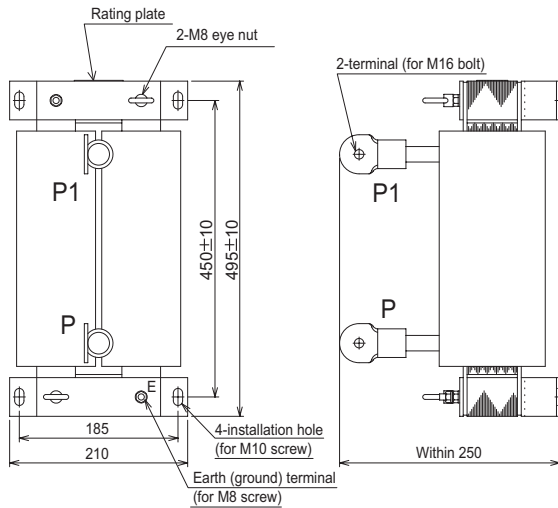 Rating plate
2-M8 eye nut
2-terminal (for M16 bolt)
P1
P1
450±10
495±10
P
P
E
185
4-installation hole
(for M10 screw)
210
Within 250
Earth (ground) terminal
(for M8 screw)